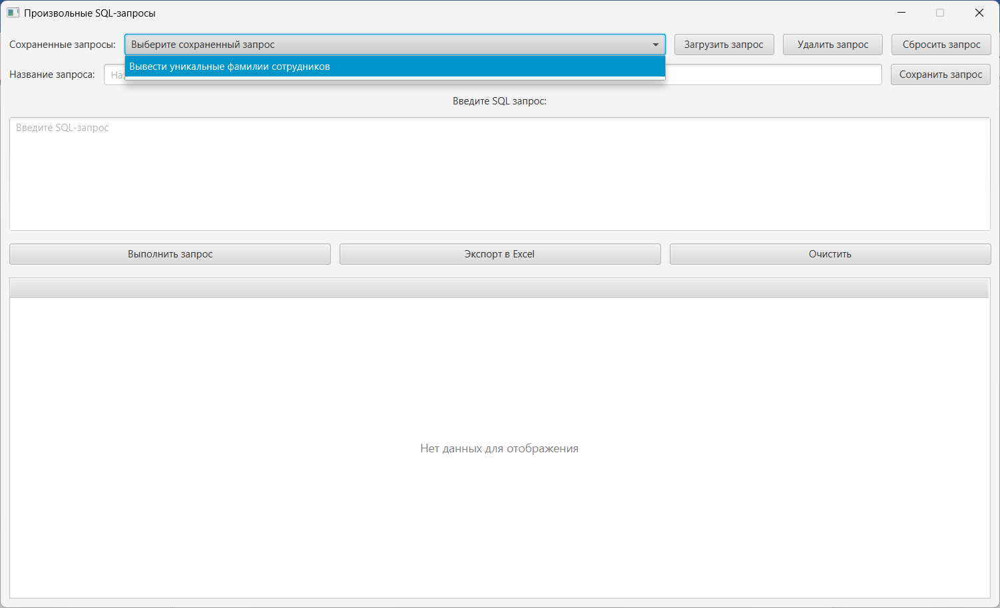 Произвольные SQL-запросы
Сохраненные запросы: Выберите сохраненный запрос Загрузить запрос Удалить запрос Сбросить запрос
Вывести уникальные фамилии сотрудников
Название запроса: Сохранить запрос
Введите SQL запрос:
Введите SQL-запрос
Выполнить запрос Экспорт в Excel Очистить
Нет данных для отображения